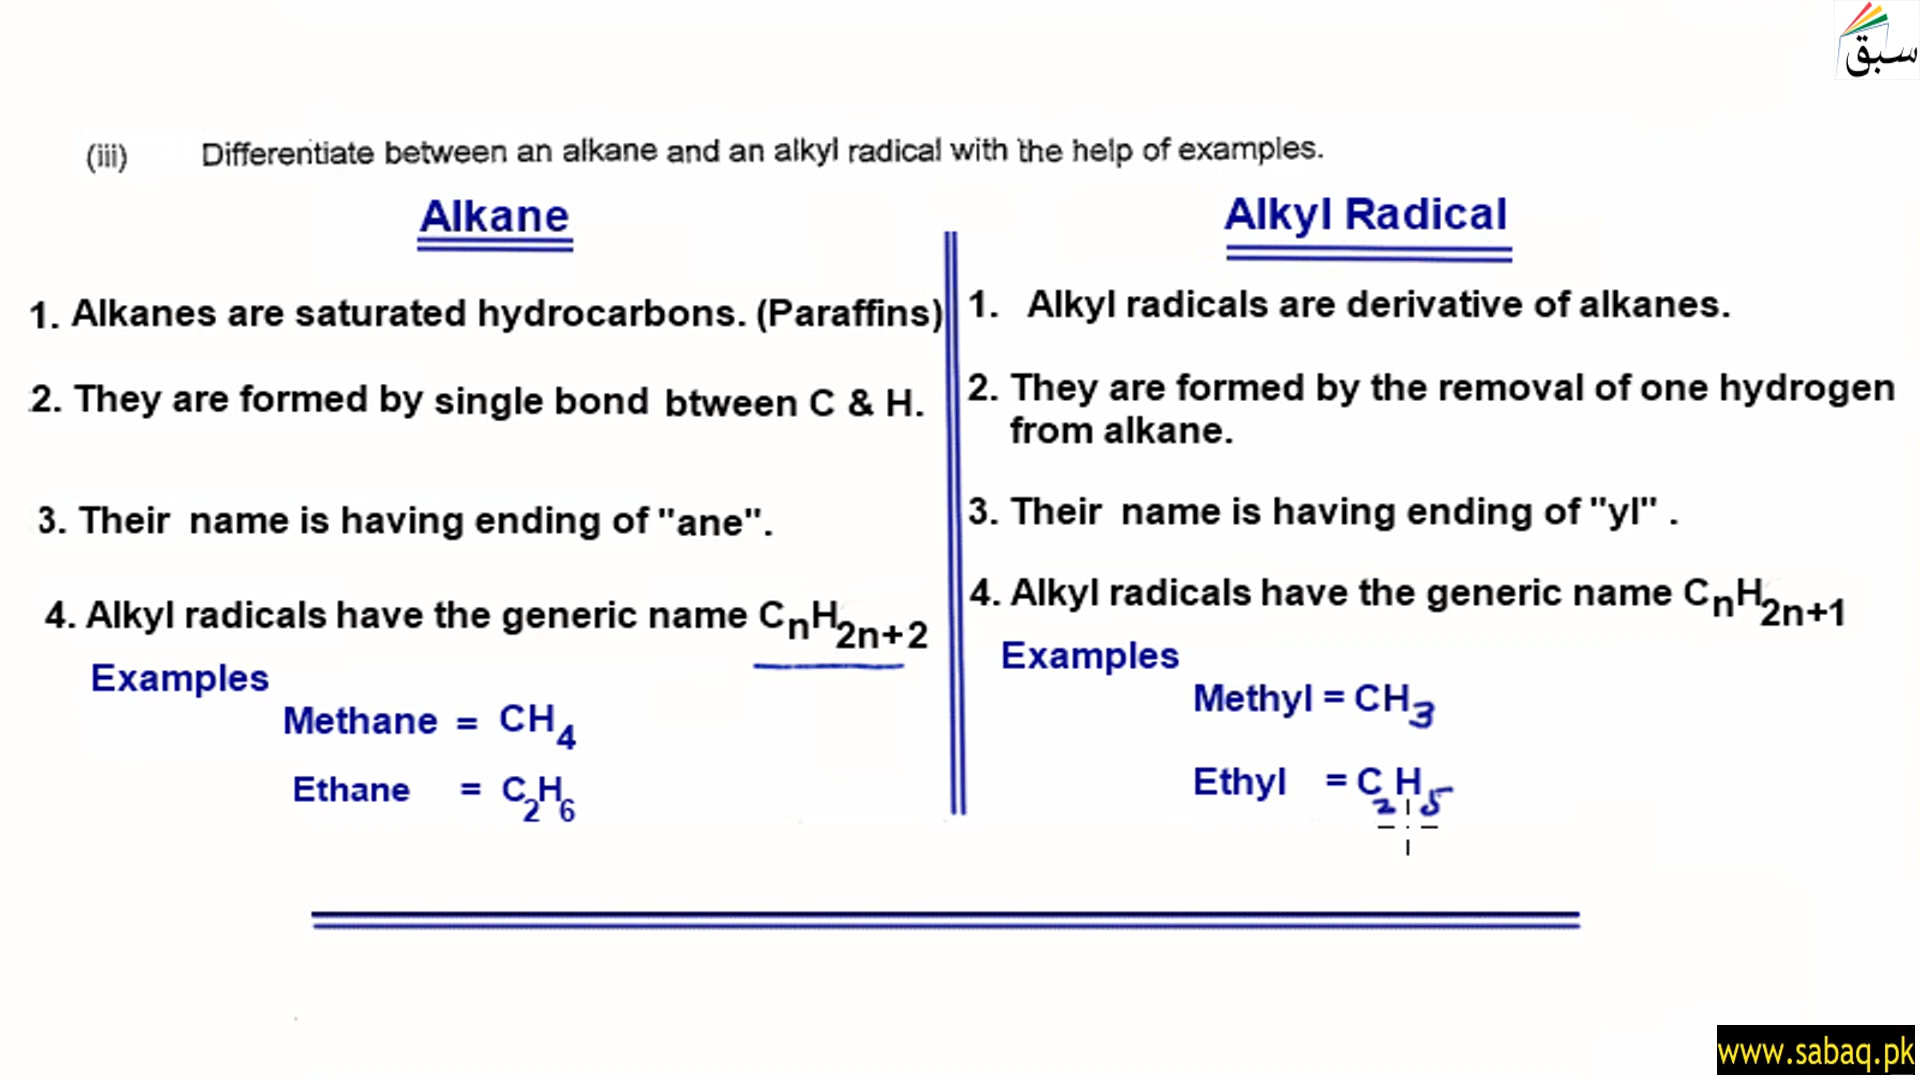 سبق
(iii) Differentiate between an alkane and an alkyl radical with the help of examples.
Alkane
1. Alkanes are saturated hydrocarbons. (Paraffins)
2. They are formed by single bond btween C & H.
3. Their name is having ending of "ane".
4. Alkyl radicals have the generic name CnH2n+2
Examples
Methane = CH4
Ethane = C2H6
Alkyl Radical
1. Alkyl radicals are derivative of alkanes.
2. They are formed by the removal of one hydrogen
from alkane.
3. Their name is having ending of "yl" .
4. Alkyl radicals have the generic name CnH2n+1
Examples
Methyl = CH3
Ethyl = C2H5
www.sabaq.pk